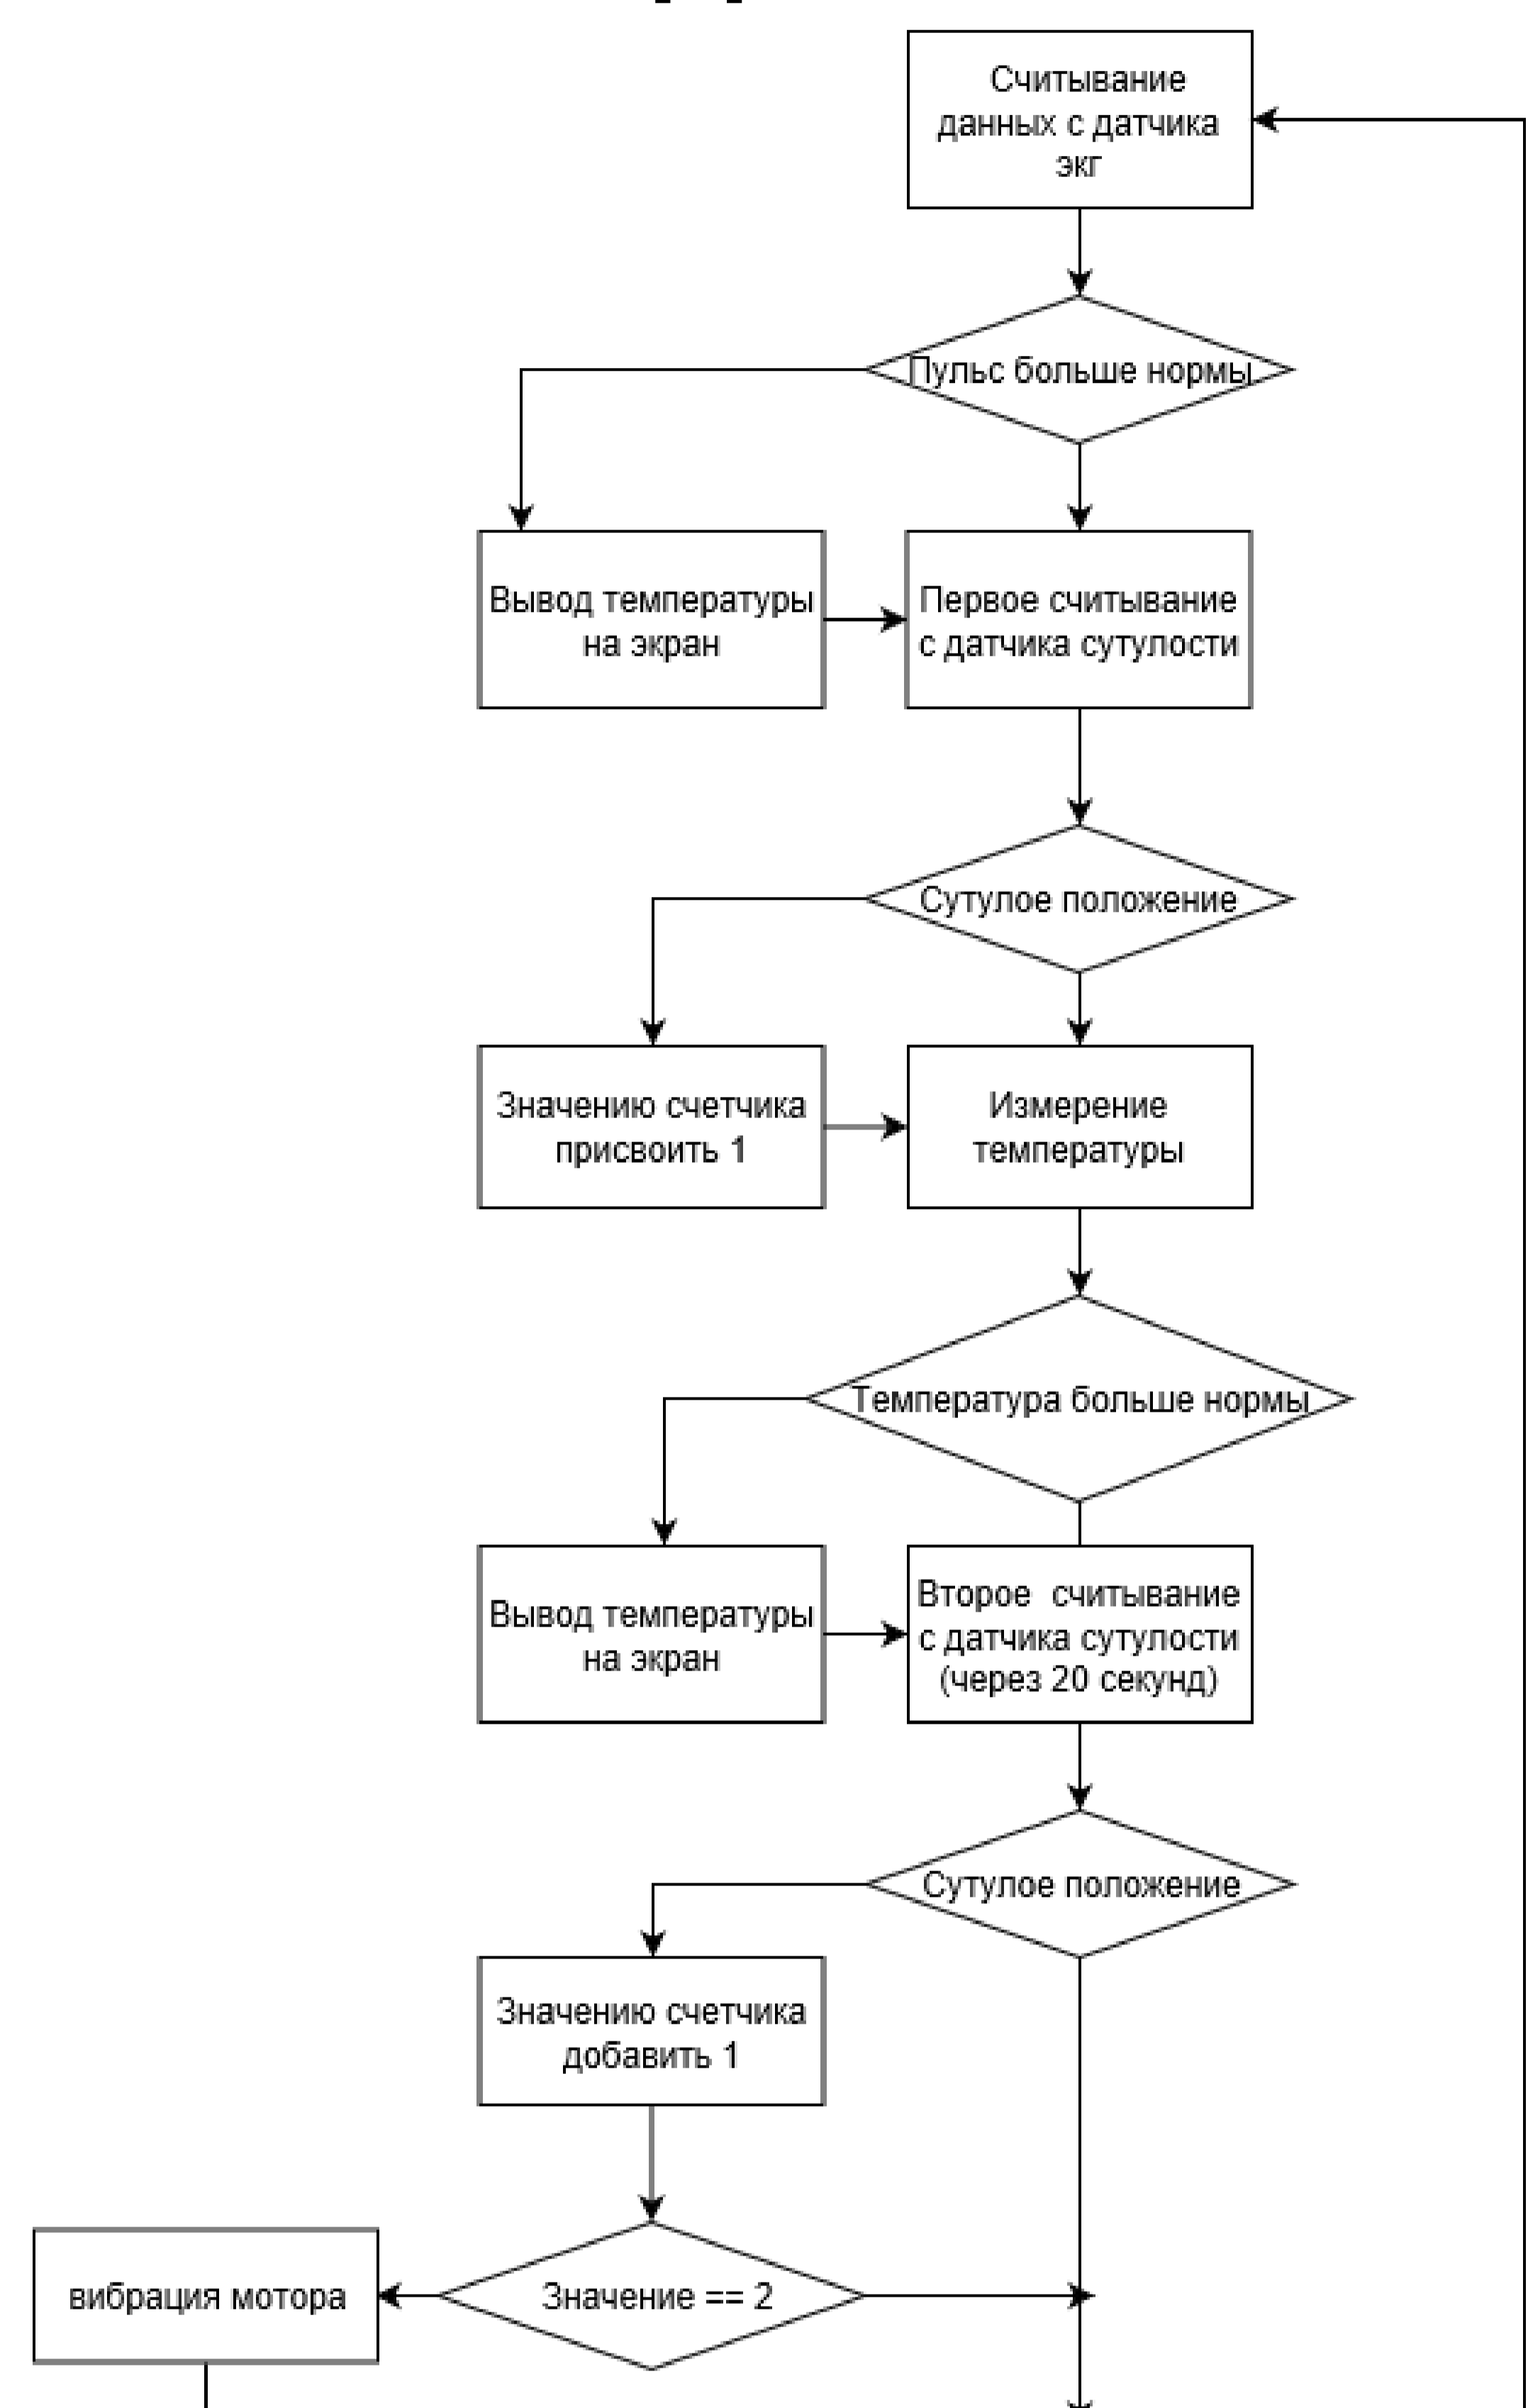 Считывание
данных с датчика
экг
Пульс больше нормы
Вывод температуры
на экран
Первое считывание
с датчика сутулости
Сутулое положение
Значению счетчика
присвоить 1
Измерение
температуры
Температура больше нормы
Вывод температуры
на экран
Второе считывание
с датчика сутулости
(через 20 секунд)
Сутулое положение
Значению счетчика
добавить 1
вибрация мотора
Значение == 2